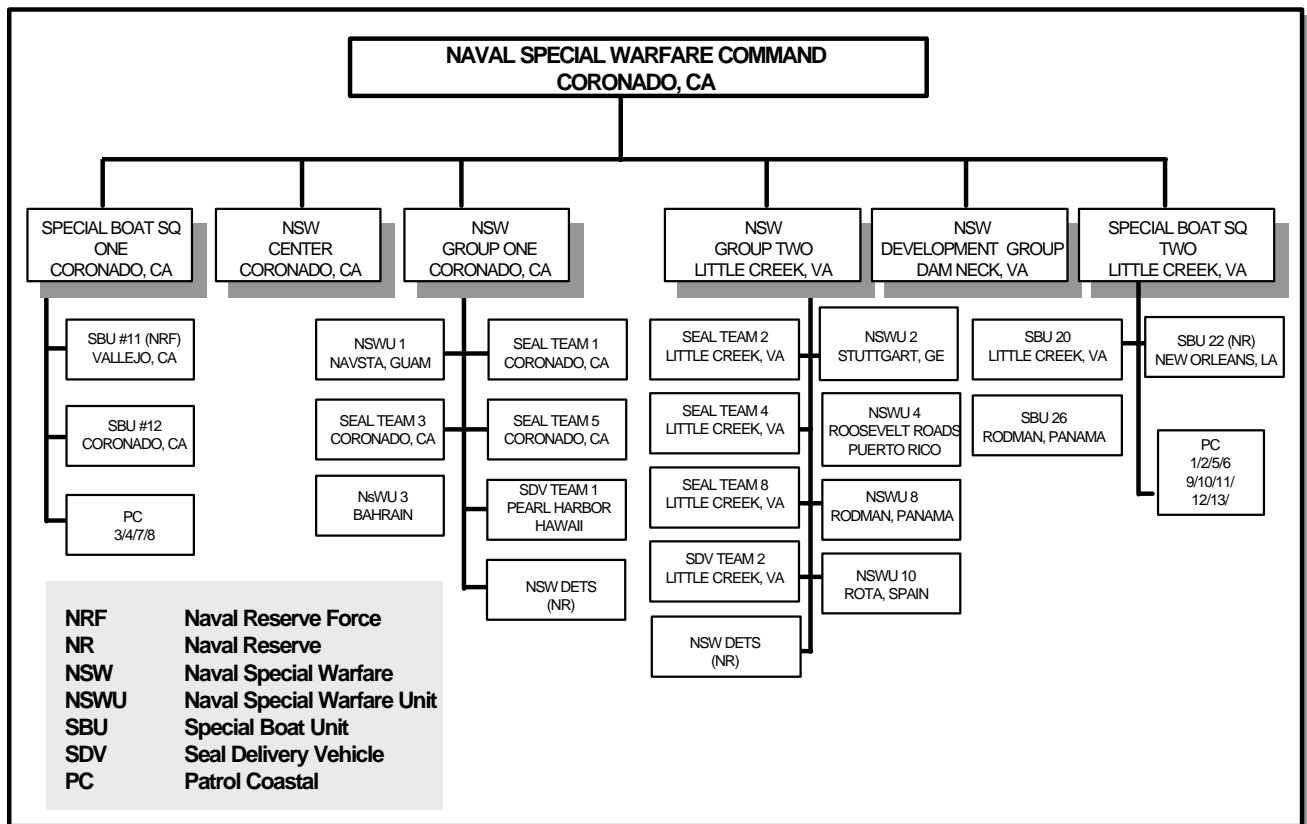 NAVAL SPECIAL WARFARE COMMAND
CORONADO, CA
SPECIAL BOAT SQ
ONE
CORONADO, CA
NSW
CENTER
CORONADO, CA
NSW
GROUP ONE
CORONADO, CA
NSW
GROUP TWO
LITTLE CREEK, VA
NSW
DEVELOPMENT GROUP
DAM NECK, VA
SPECIAL BOAT SQ
TWO
LITTLE CREEK, VA
SBU #11 (NRF)
VALLEJO, CA
SBU #12
CORONADO, CA
PC
3/4/7/8
NSWU 1
NAVSTA, GUAM
SEAL TEAM 1
CORONADO, CA
SEAL TEAM 3
CORONADO, CA
SEAL TEAM 5
CORONADO, CA
NsWU 3
BAHRAIN
SDV TEAM 1
PEARL HARBOR
HAWAII
NSW DETS
(NR)
SEAL TEAM 2
LITTLE CREEK, VA
NSWU 2
STUTTGART, GE
SEAL TEAM 4
LITTLE CREEK, VA
NSWU 4
ROOSEVELT ROADS
PUERTO RICO
SEAL TEAM 8
LITTLE CREEK, VA
NSWU 8
RODMAN, PANAMA
SDV TEAM 2
LITTLE CREEK, VA
NSWU 10
ROTA, SPAIN
NSW DETS
(NR)
SBU 20
LITTLE CREEK, VA
SBU 22 (NR)
NEW ORLEANS, LA
SBU 26
RODMAN, PANAMA
PC
1/2/5/6
9/10/11/
12/13/
NRF Naval Reserve Force
NR Naval Reserve
NSW Naval Special Warfare
NSWU Naval Special Warfare Unit
SBU Special Boat Unit
SDV Seal Delivery Vehicle
PC Patrol Coastal